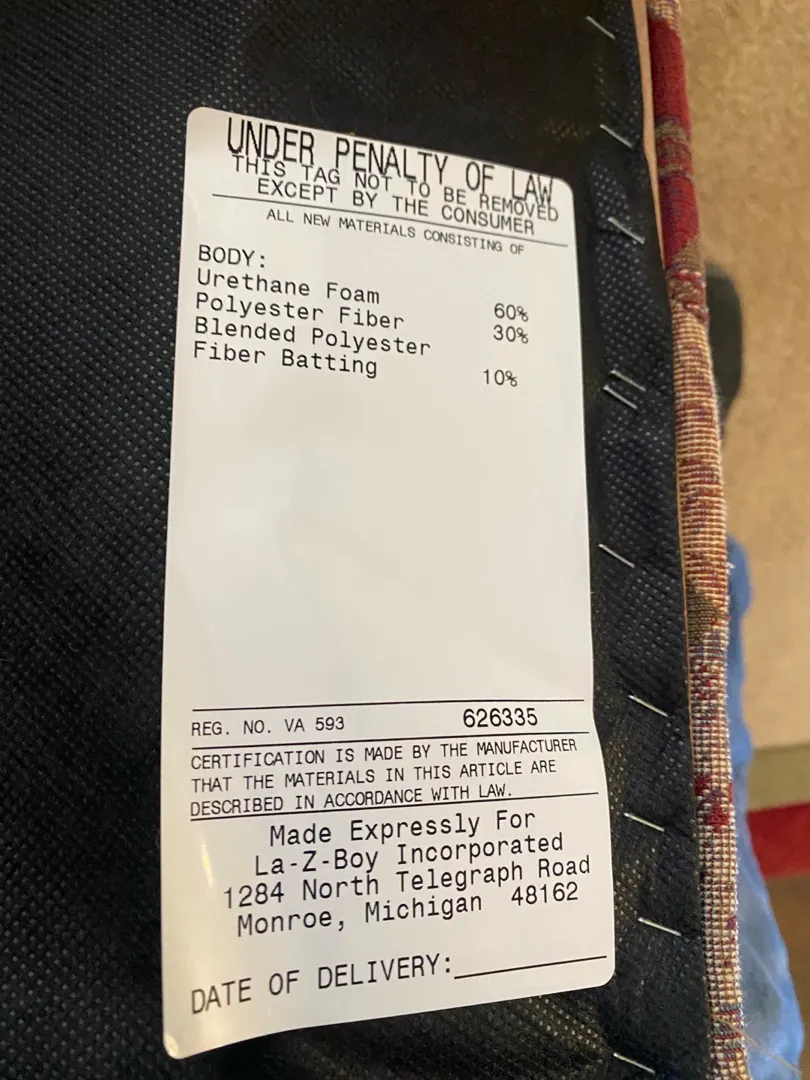 UNDER PENALTY OF LAW
THIS TAG NOT TO BE REMOVED
EXCEPT BY THE CONSUMER
ALL NEW MATERIALS CONSISTING OF
BODY:
Urethane Foam 60%
Polyester Fiber 30%
Blended Polyester
Fiber Batting 10%
REG. NO. VA 593 626335
CERTIFICATION IS MADE BY THE MANUFACTURER
THAT THE MATERIALS IN THIS ARTICLE ARE
DESCRIBED IN ACCORDANCE WITH LAW.
Made Expressly For
La-Z-Boy Incorporated
1284 North Telegraph Road
Monroe, Michigan 48162
DATE OF DELIVERY: